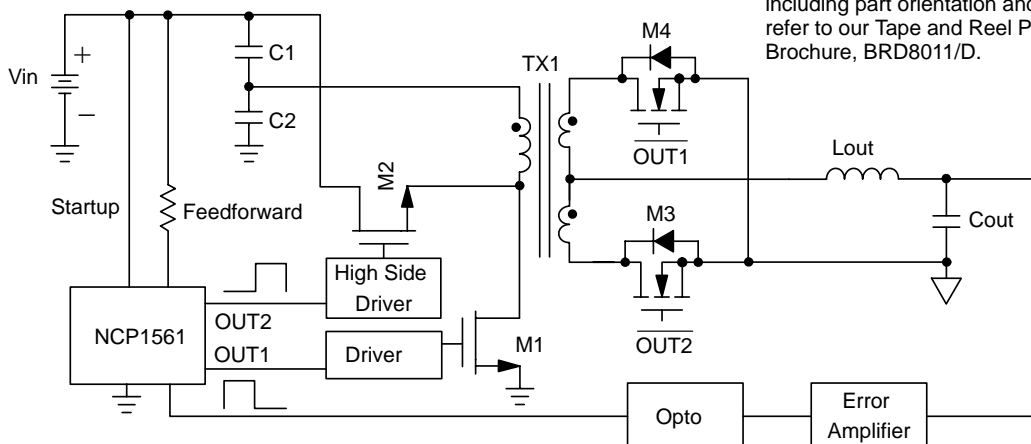 including part orientation and
refer to our Tape and Reel P
Brochure, BRD8011/D.
C1
M4
TX1
Vin
+
−
C2
OUT1
M2
Lout
Startup
Feedforward
M3
Cout
High Side
Driver
OUT2
NCP1561
OUT1
Driver
M1
OUT2
Opto
Error
Amplifier